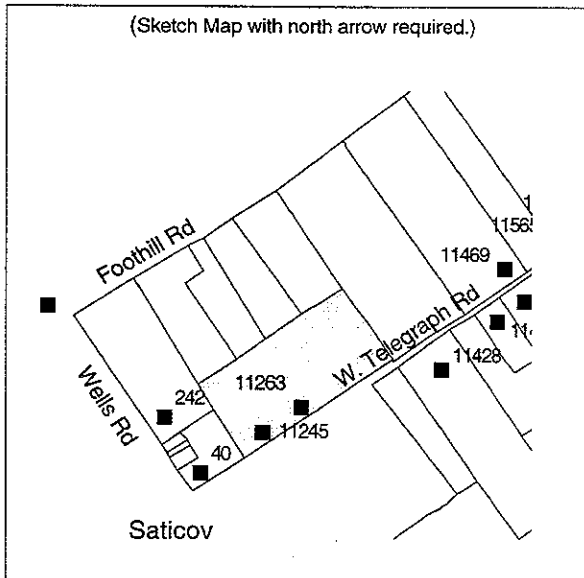 (Sketch Map with north arrow required.)
11565
11469
Foothill Rd
W. Telegraph Rd
11428
Wells Rd
242
11263
11245
40
Saticoy